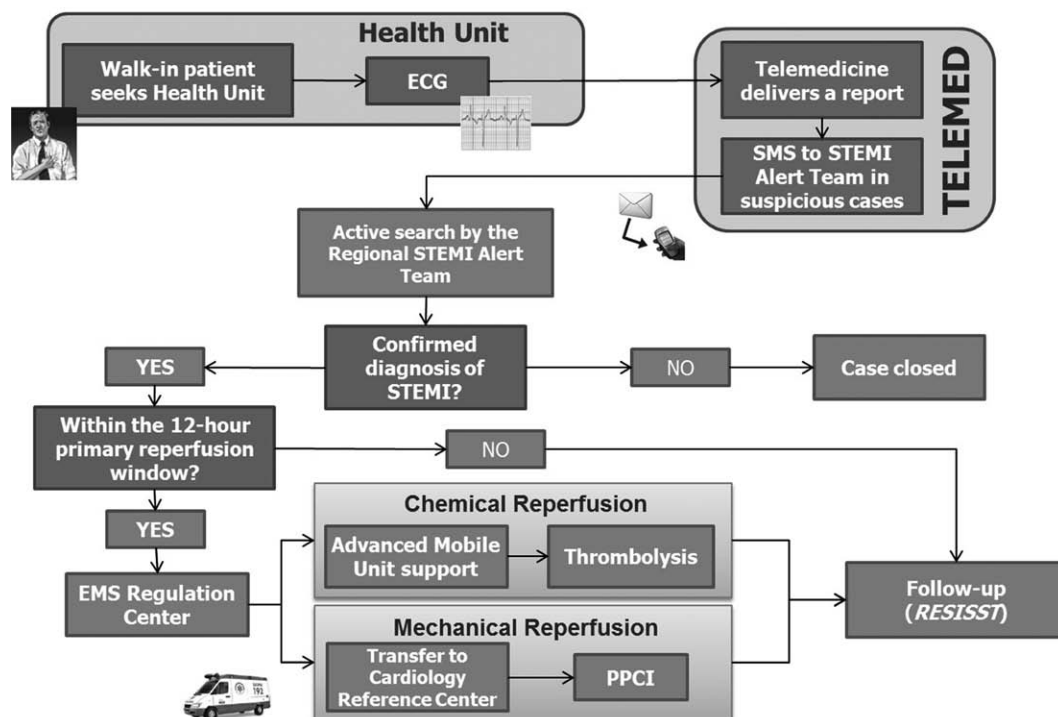 Health Unit
Walk-in patient
seeks Health Unit
ECG
TELEMED
Telemedicine
delivers a report
SMS to STEMI
Alert Team in
suspicious cases
Active search by the
Regional STEMI Alert
Team
Confirmed
diagnosis of
STEMI?
YES
NO
Case closed
Within the 12-hour
primary reperfusion
window?
NO
YES
EMS Regulation
Center
Chemical Reperfusion
Advanced Mobile
Unit support
Thrombolysis
Mechanical Reperfusion
Transfer to
Cardiology
Reference Center
PPCI
Follow-up
(RESISST)
192